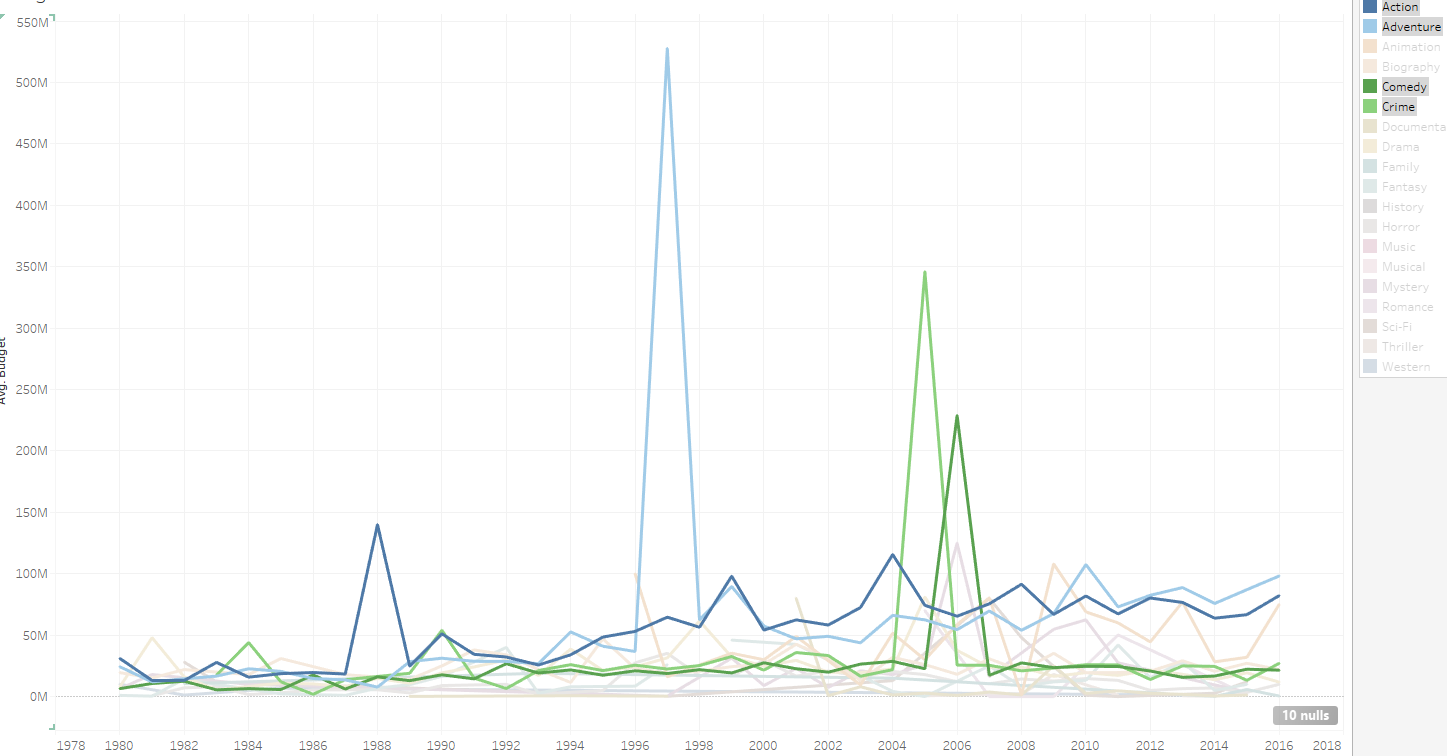 550M
500M
450M
400M
350M
300M
250M
200M
150M
100M
50M
0M
Avg. Budget
1978 1980 1982 1984 1986 1988 1990 1992 1994 1996 1998 2000 2002 2004 2006 2008 2010 2012 2014 2016 2018
10 nulls
Action
Adventure
Animation
Biography
Comedy
Crime
Documenta
Drama
Family
Fantasy
History
Horror
Music
Musical
Mystery
Romance
Sci-Fi
Thriller
Western